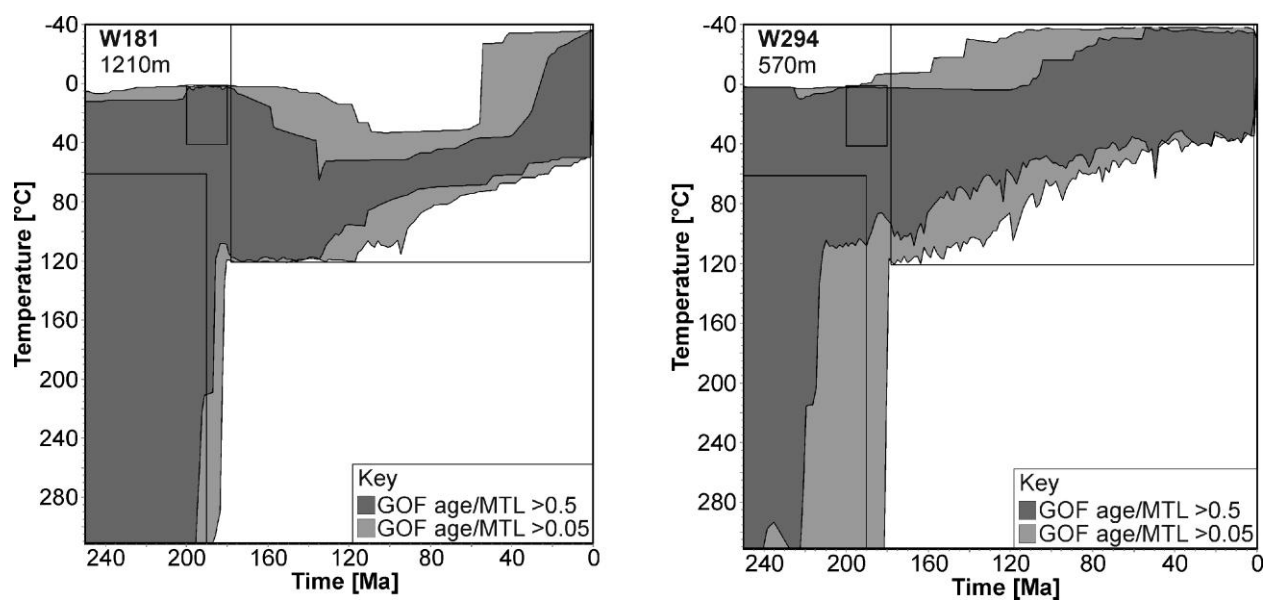 W181
1210m
Temperature [°C]
-40
0
40
80
120
160
200
240
280
Key
GOF age/MTL >0.5
GOF age/MTL >0.05
240 200 160 120 80 40 0
Time [Ma]
W294
570m
Temperature [°C]
-40
0
40
80
120
160
200
240
280
Key
GOF age/MTL >0.5
GOF age/MTL >0.05
240 200 160 120 80 40 0
Time [Ma]